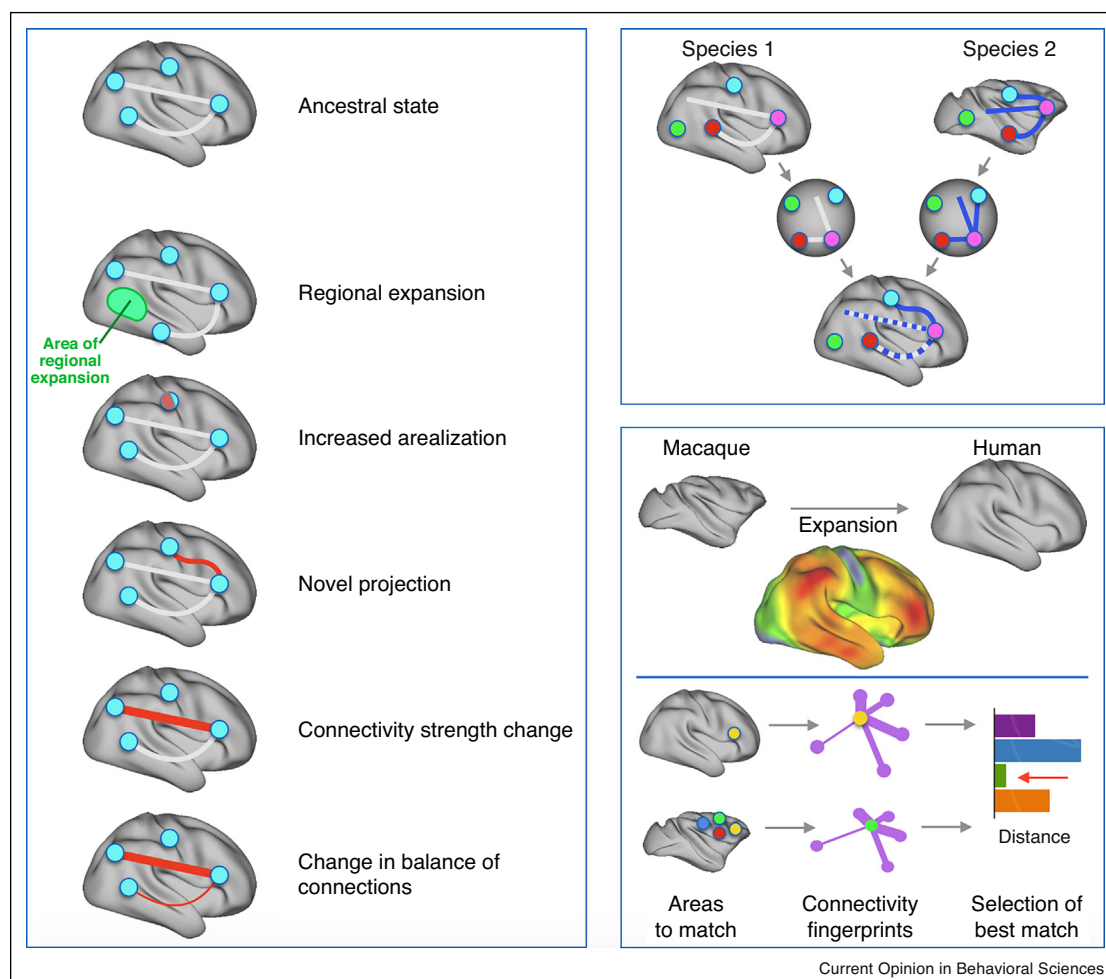 Ancestral state
Regional expansion
Area of
regional
expansion
Increased arealization
Novel projection
Connectivity strength change
Change in balance of
connections
Species 1
Species 2
Macaque
Human
Expansion
Distance
Areas
to match
Connectivity
fingerprints
Selection of
best match
Current Opinion in Behavioral Sciences